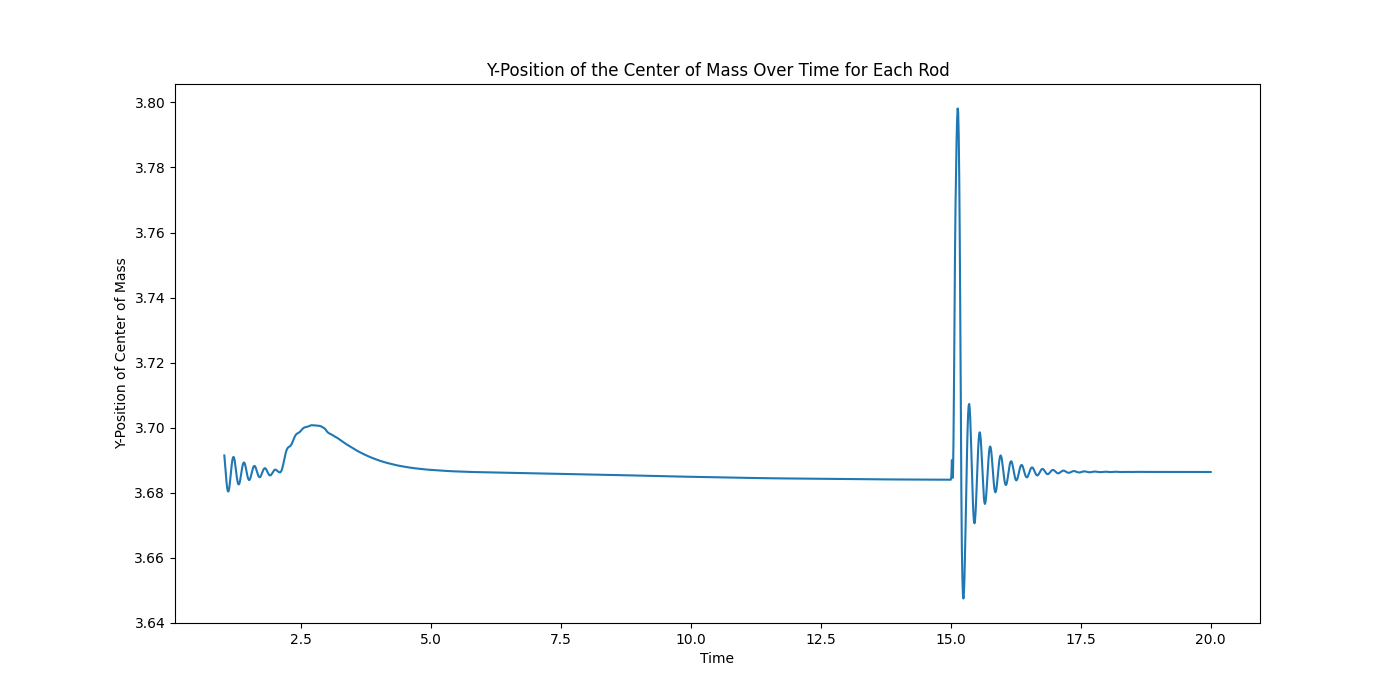 Y-Position of the Center of Mass Over Time for Each Rod
Y-Position of Center of Mass
3.80
3.78
3.76
3.74
3.72
3.70
3.68
3.66
3.64
2.5 5.0 7.5 10.0 12.5 15.0 17.5 20.0
Time